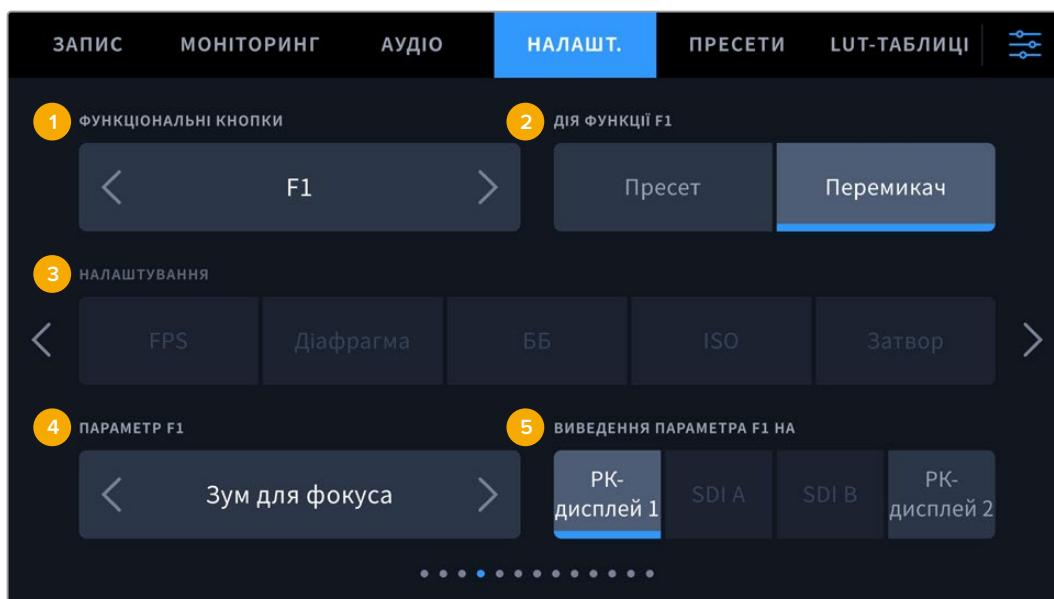 ЗАПИС МОНІТОРИНГ АУДІО НАЛАШТ. ПРЕСЕТИ LUT-ТАБЛИЦІ
1 ФУНКЦІОНАЛЬНІ КНОПКИ 2 ДІЯ ФУНКЦІЇ F1
F1 Пресет Перемикач
3 НАЛАШТУВАННЯ
FPS Діафрагма ББ ISO Затвор
4 ПАРАМЕТР F1 5 ВИВЕДЕННЯ ПАРАМЕТРА F1 НА
Зум для фокуса
РК-
дисплей 1
SDI A SDI B
РК-
дисплей 2